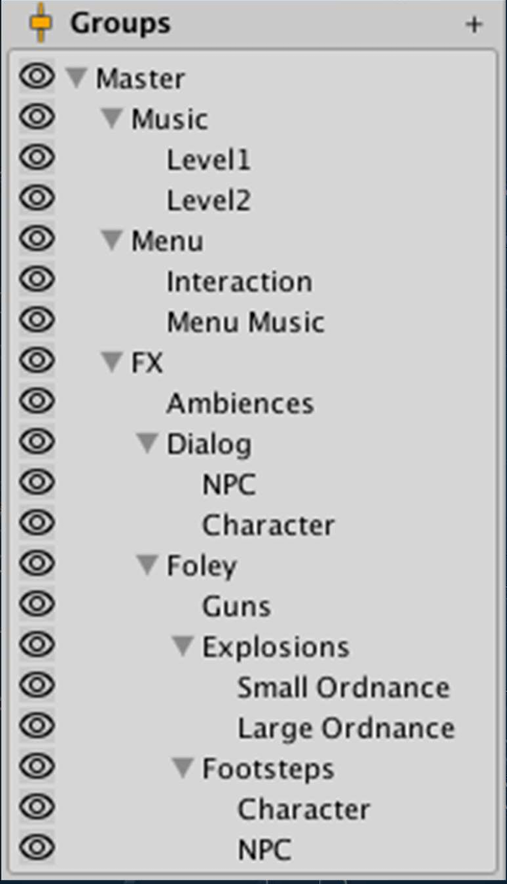 Groups +
Master
Music
Level1
Level2
Menu
Interaction
Menu Music
FX
Ambiences
Dialog
NPC
Character
Foley
Guns
Explosions
Small Ordnance
Large Ordnance
Footsteps
Character
NPC